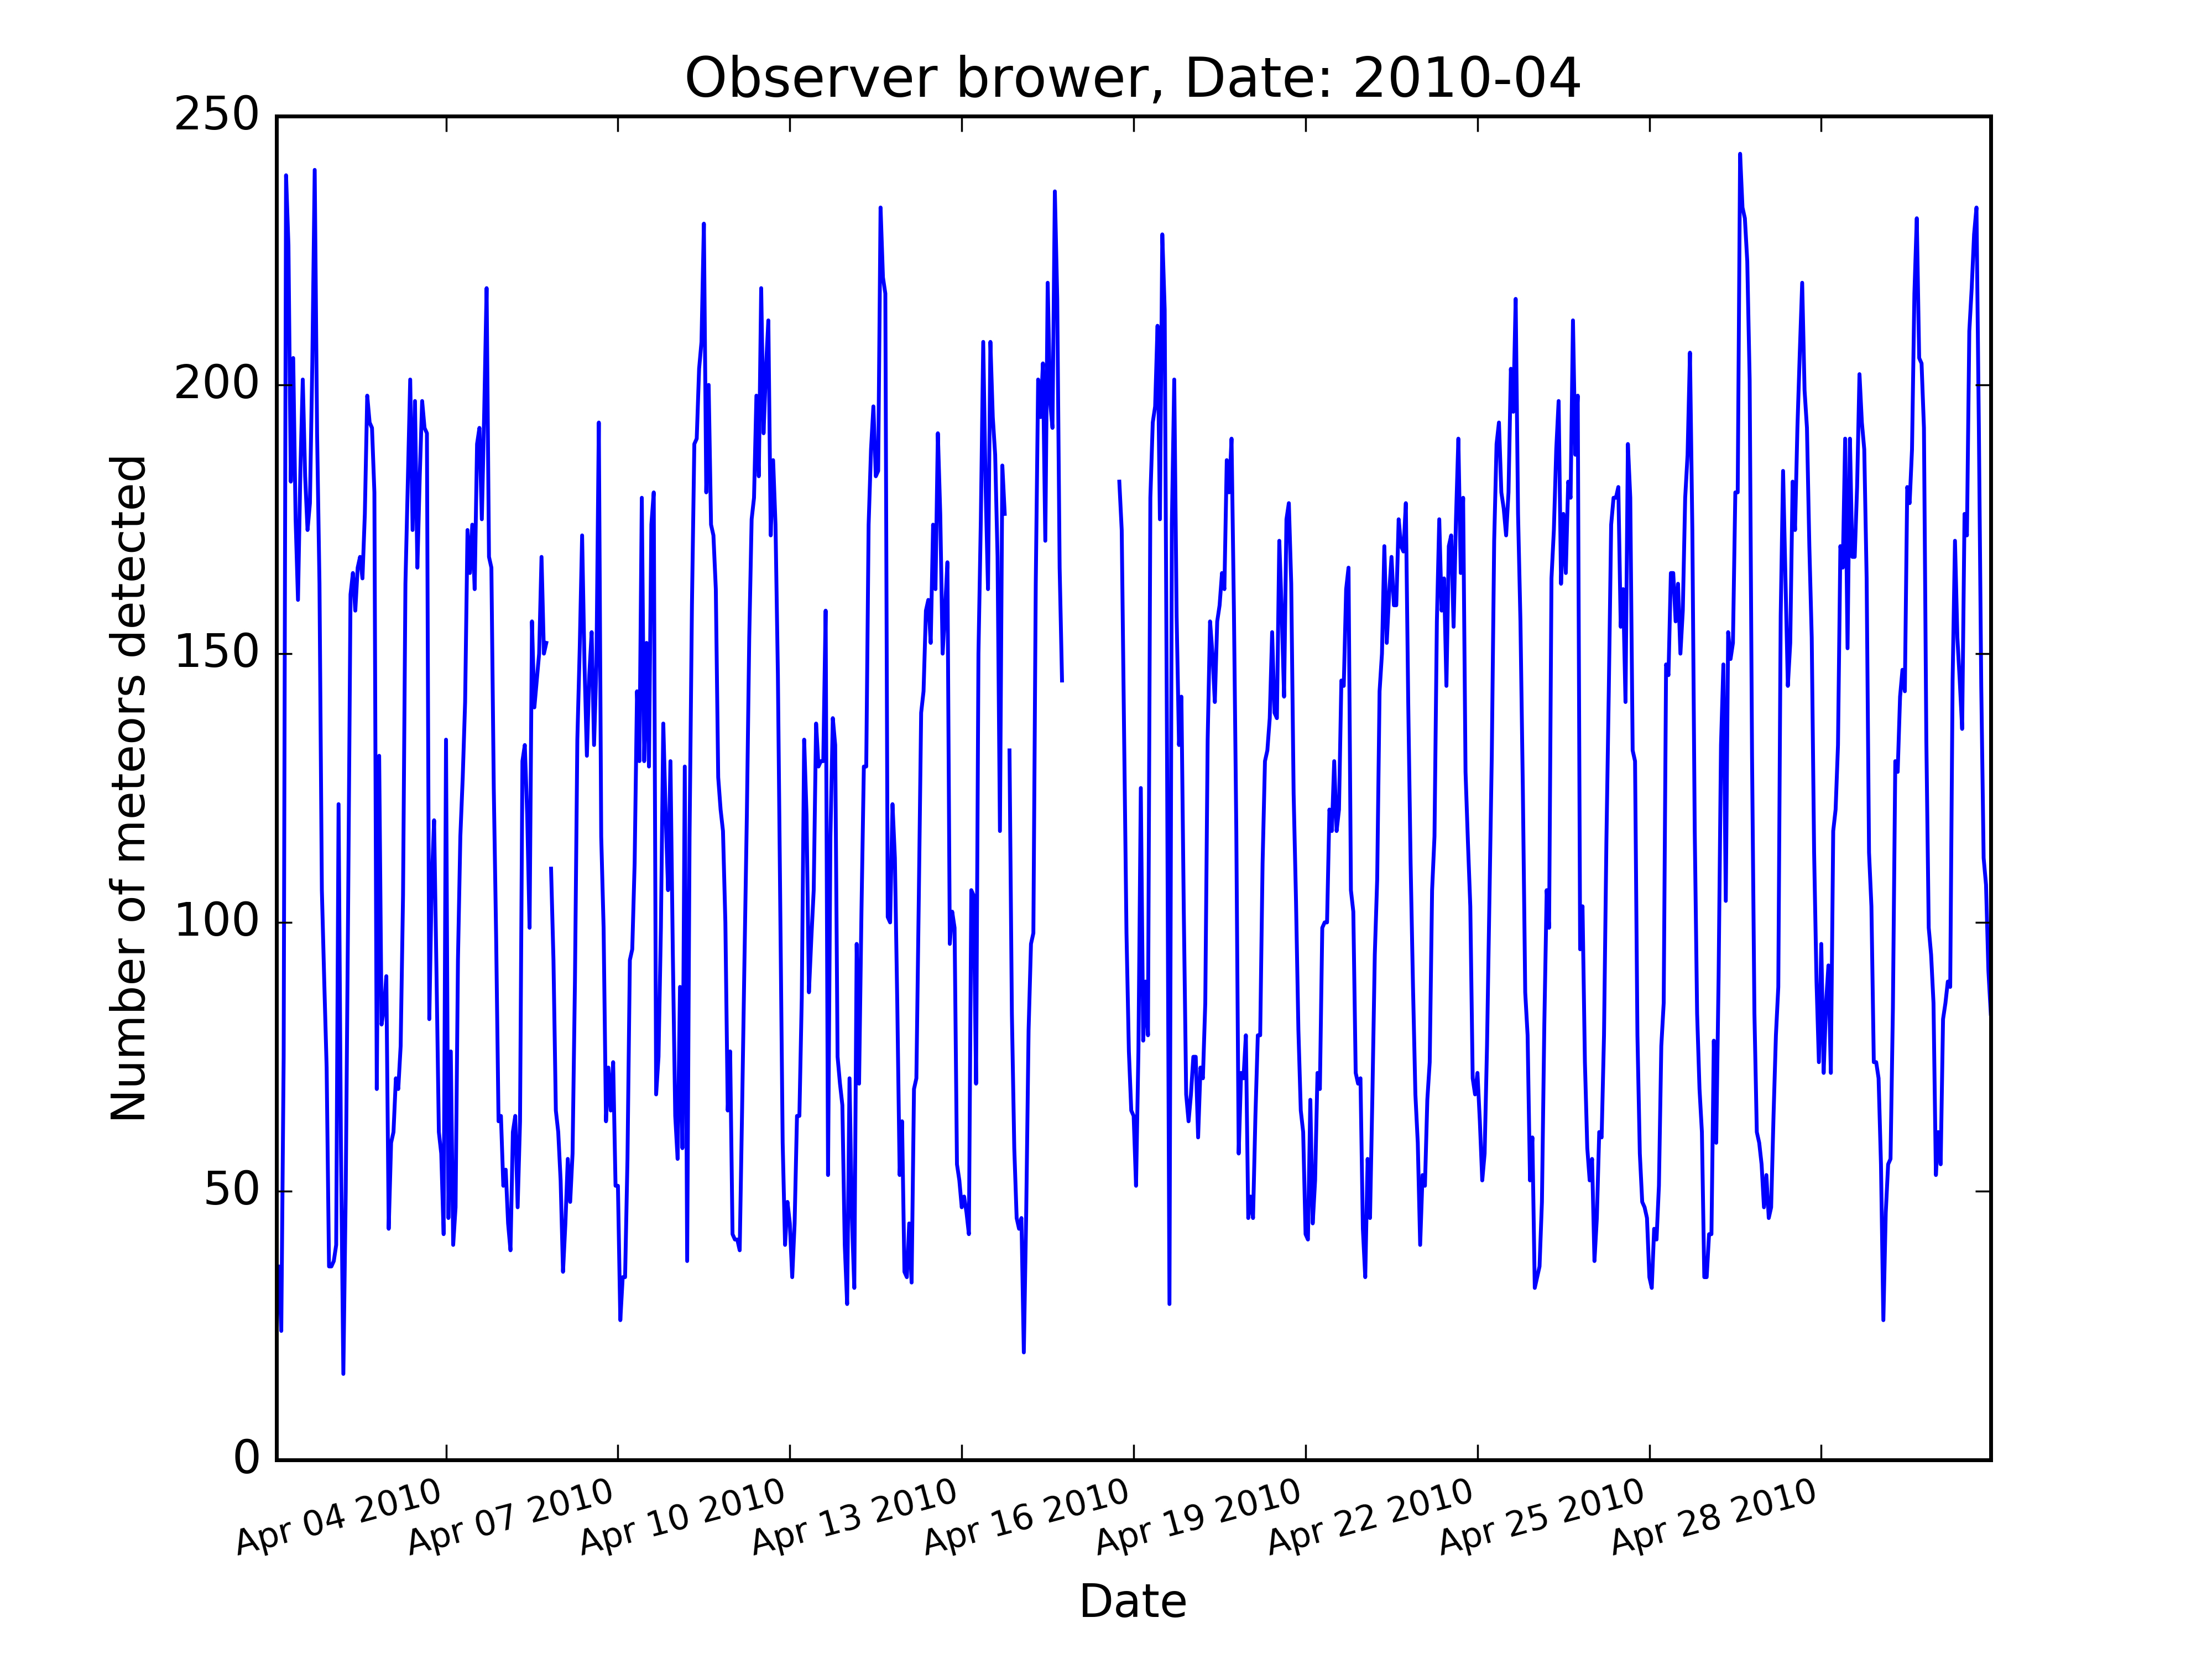 Observer brower, Date: 2010-04
250
200
150
100
50
0
Number of meteors detected
Apr 04 2010
Apr 07 2010
Apr 10 2010
Apr 13 2010
Apr 16 2010
Apr 19 2010
Apr 22 2010
Apr 25 2010
Apr 28 2010
Date